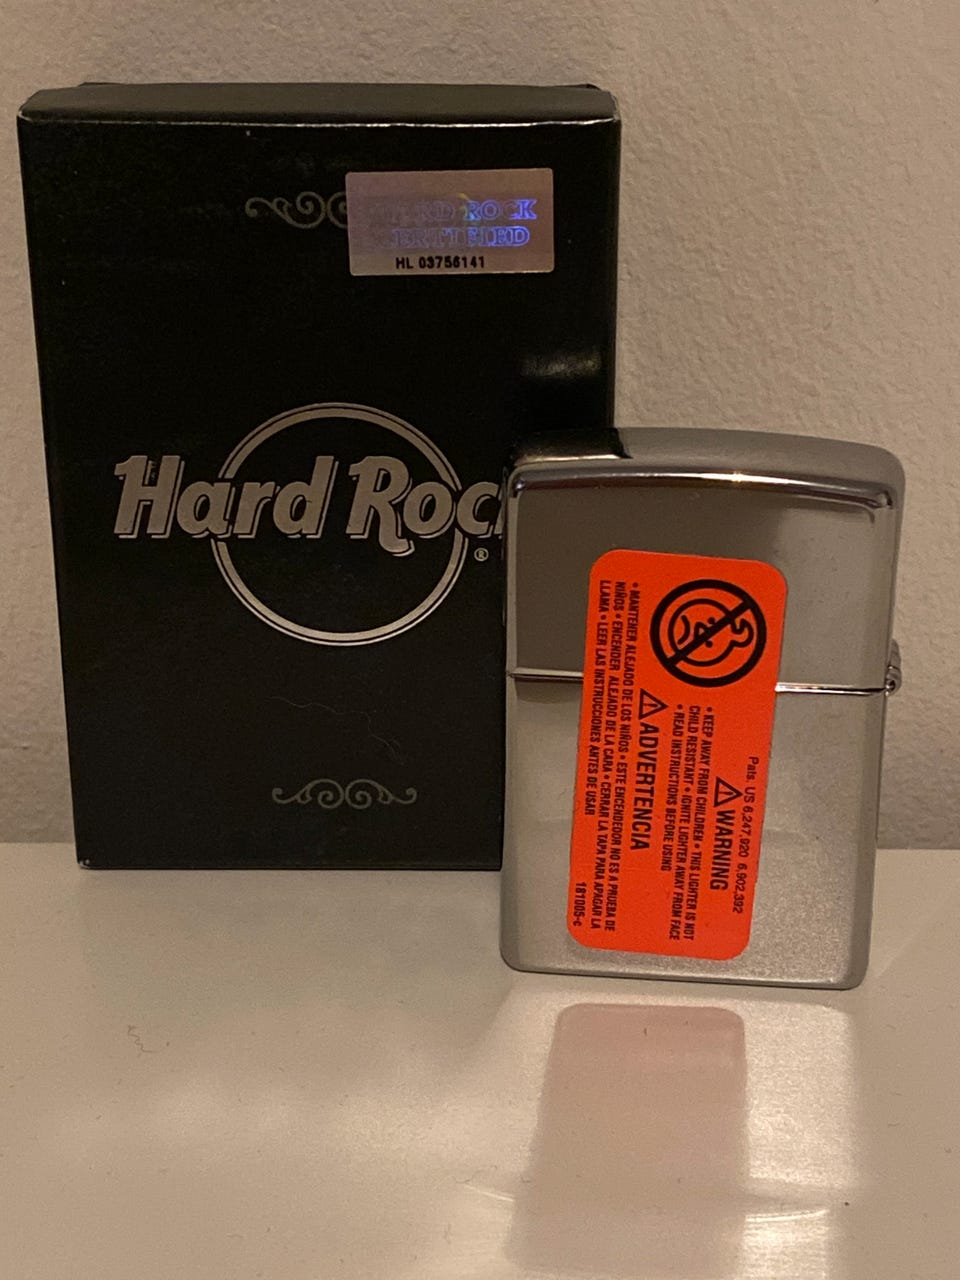 HARD ROCK
CERTIFIED
HL 03756141
Hard Roc
®
Pats. US 6,247,920 6,902,392
⚠WARNING
• KEEP AWAY FROM CHILDREN • THIS LIGHTER IS NOT
CHILD RESISTANT • IGNITE LIGHTER AWAY FROM FACE
• READ INSTRUCTIONS BEFORE USING
⚠ADVERTENCIA
• MANTENER ALEJADO DE LOS NIÑOS • ESTE ENCENDEDOR NO ES A PRUEBA DE
NIÑOS • ENCENDER ALEJADO DE LA CARA • CERRAR LA TAPA PARA APAGAR LA
LLAMA • LEER LAS INSTRUCCIONES ANTES DE USAR
181005-c